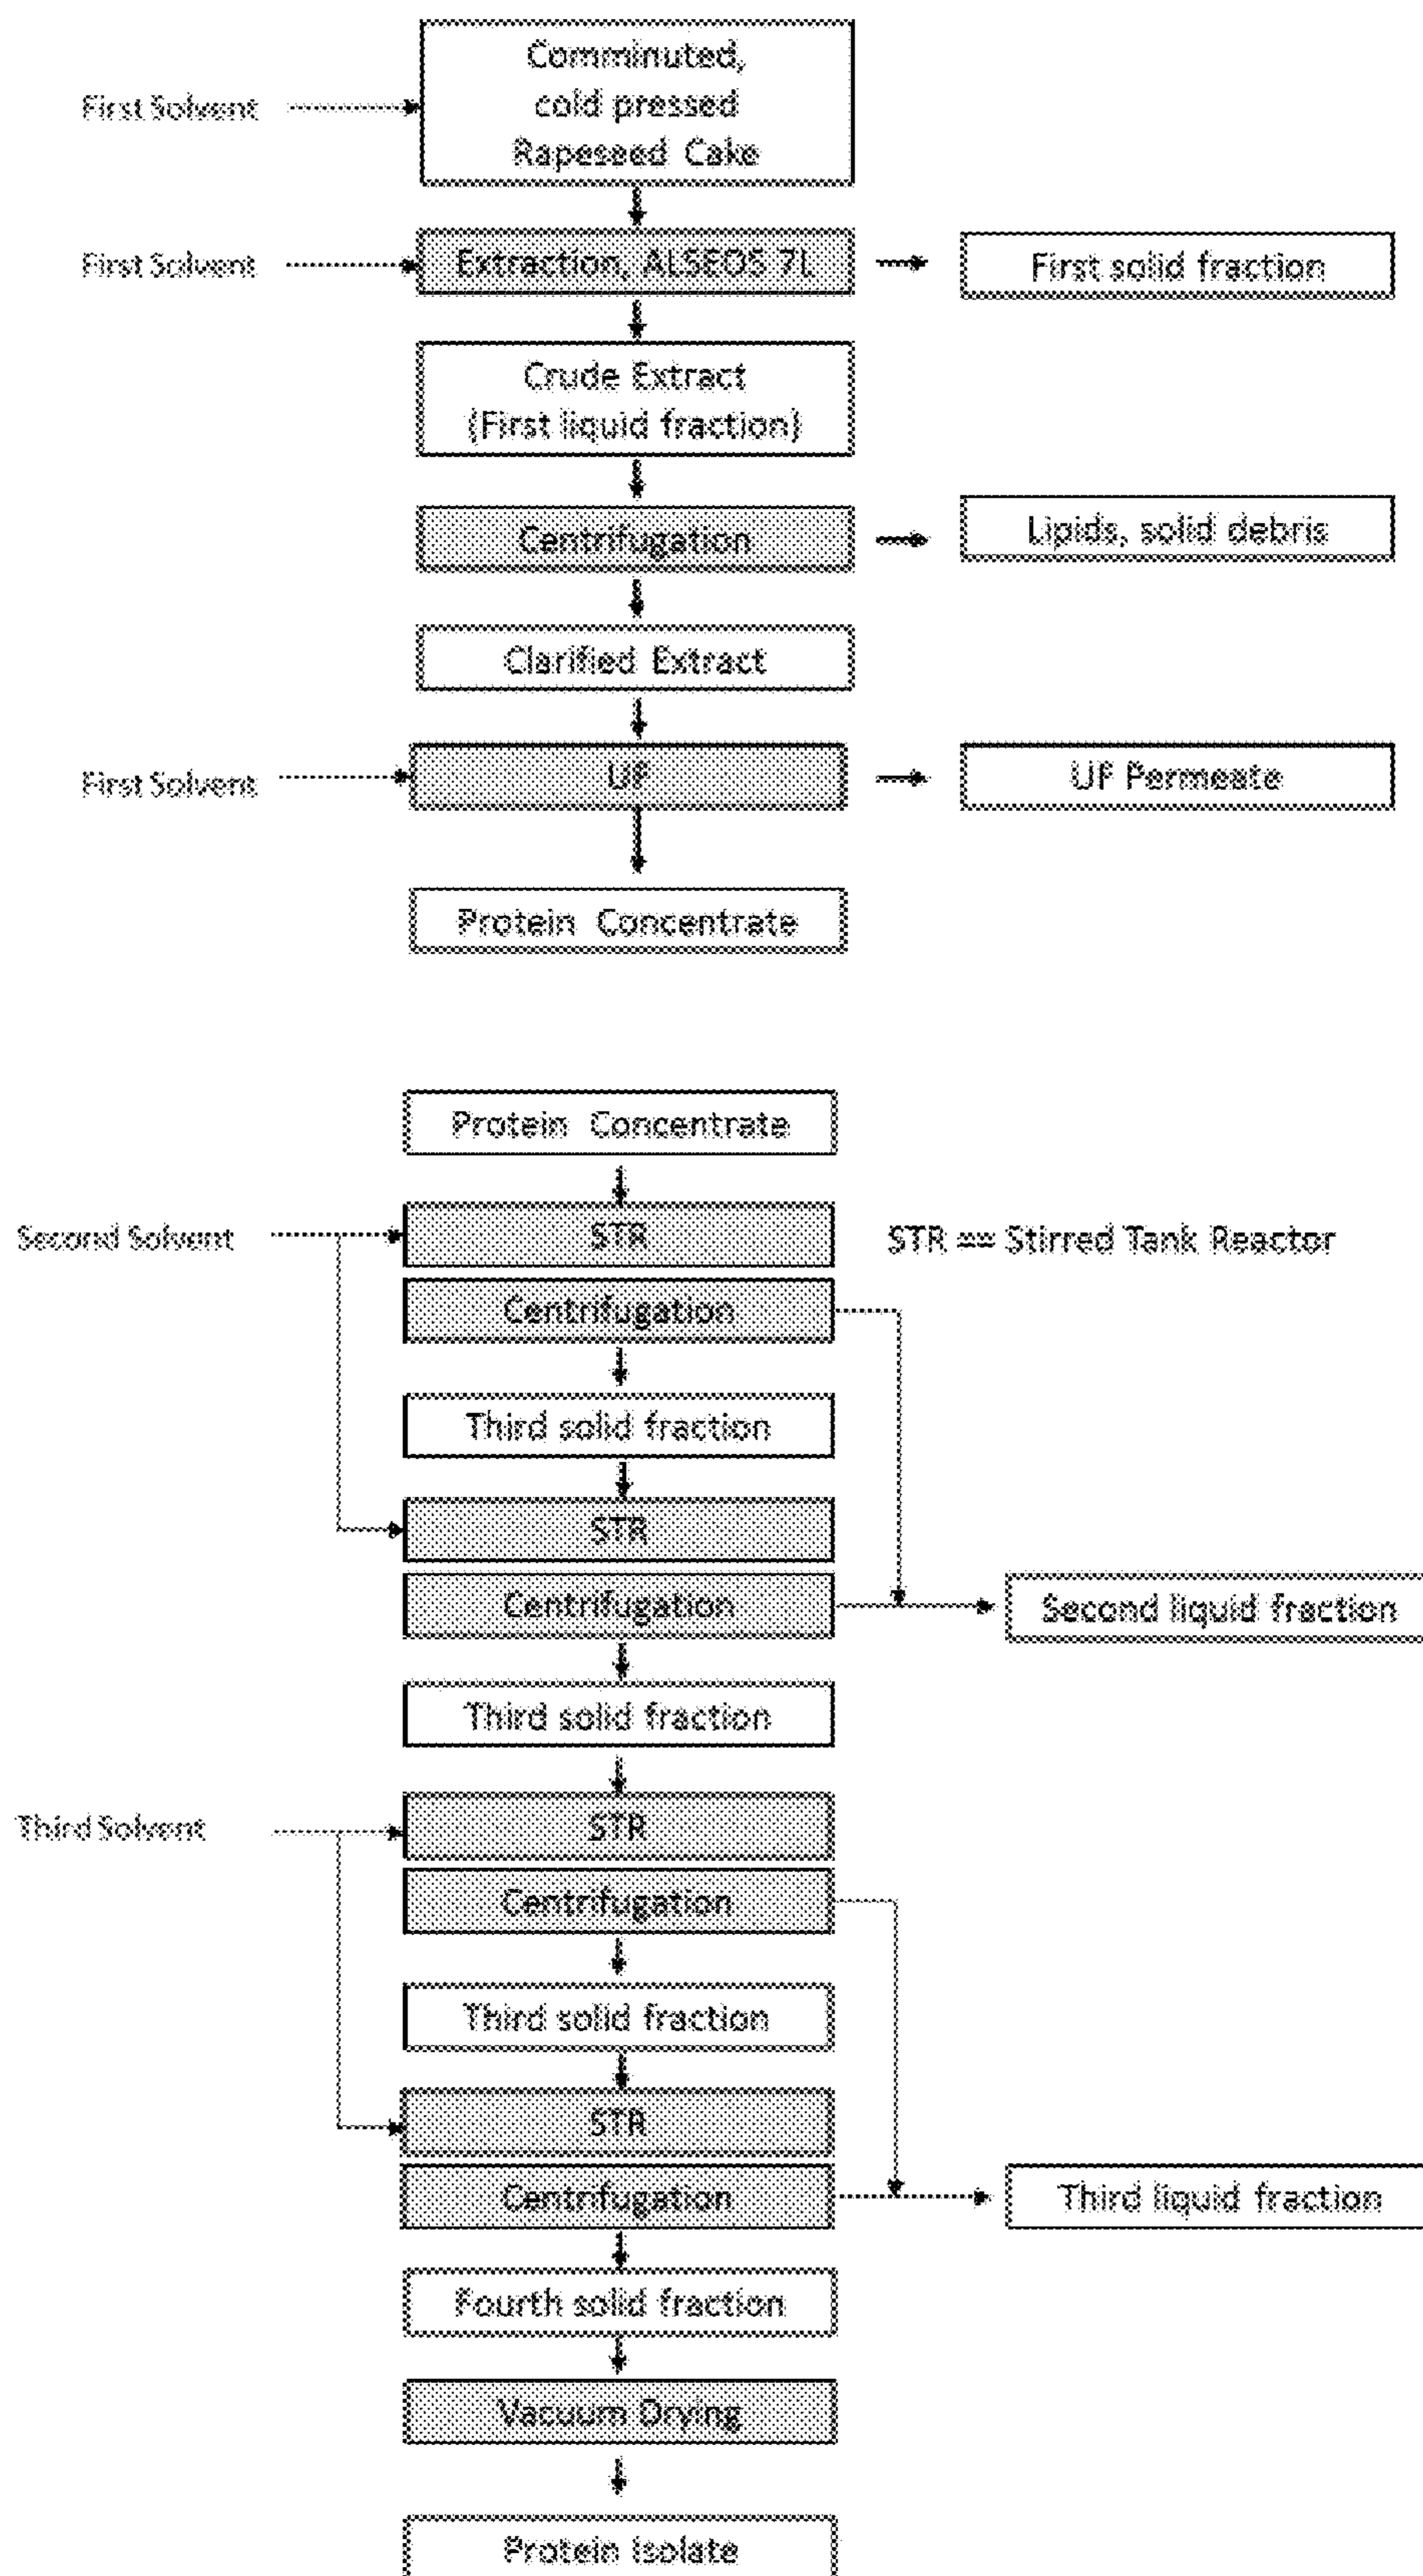 Comminuted,
cold pressed
Rapeseed Cake
First Solvent
First Solvent
Extraction, ALSEOS 7L
First solid fraction
Crude Extract
(First liquid fraction)
Centrifugation
Lipids, solid debris
Clarified Extract
First Solvent
UF
UF Permeate
Protein Concentrate
Protein Concentrate
Second Solvent
STR
STR == Stirred Tank Reactor
Centrifugation
Third solid fraction
STR
Centrifugation
Second liquid fraction
Third solid fraction
Third Solvent
STR
Centrifugation
Third solid fraction
STR
Centrifugation
Third liquid fraction
Fourth solid fraction
Vacuum Drying
Protein Isolate